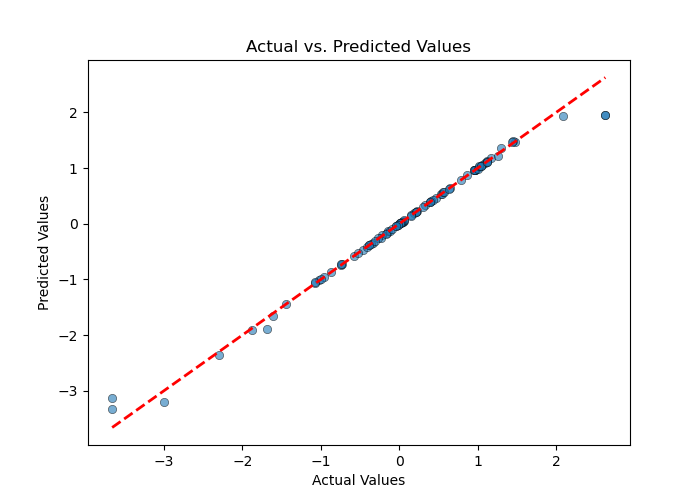 Actual vs. Predicted Values
Predicted Values
2
1
0
−1
−2
−3
−3 −2 −1 0 1 2
Actual Values